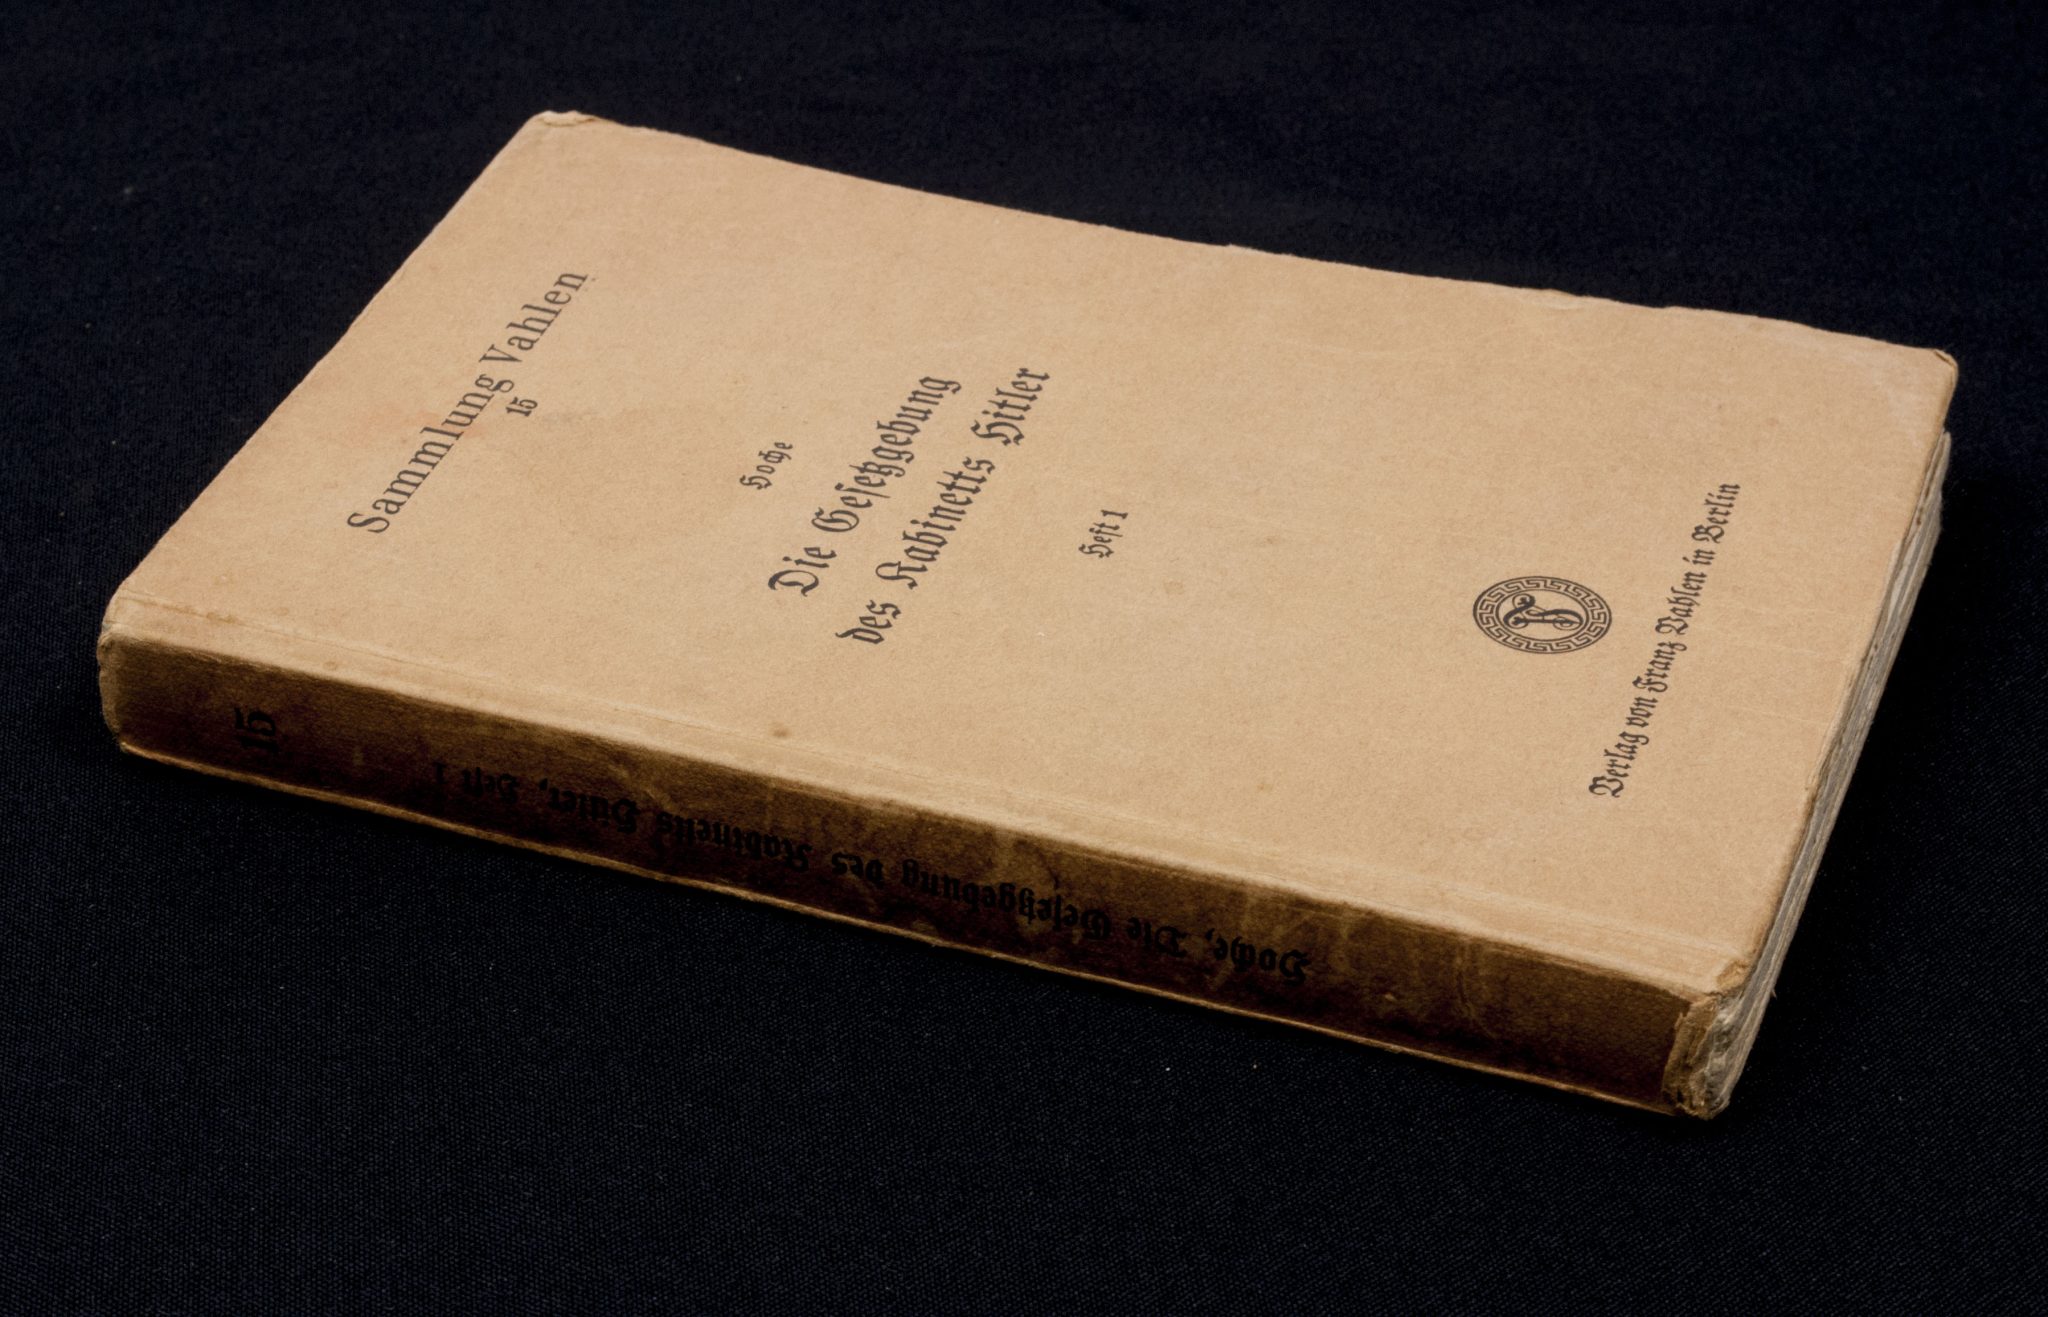 Sammlung Vahlen
15
Hoche
Die Geſetzgebung
des Kabinetts Hitler
Heft 1
Verlag von Franz Vahlen in Berlin
Hoche, Die Geſetzgebung des Kabinetts Hitler, Heft 1
15